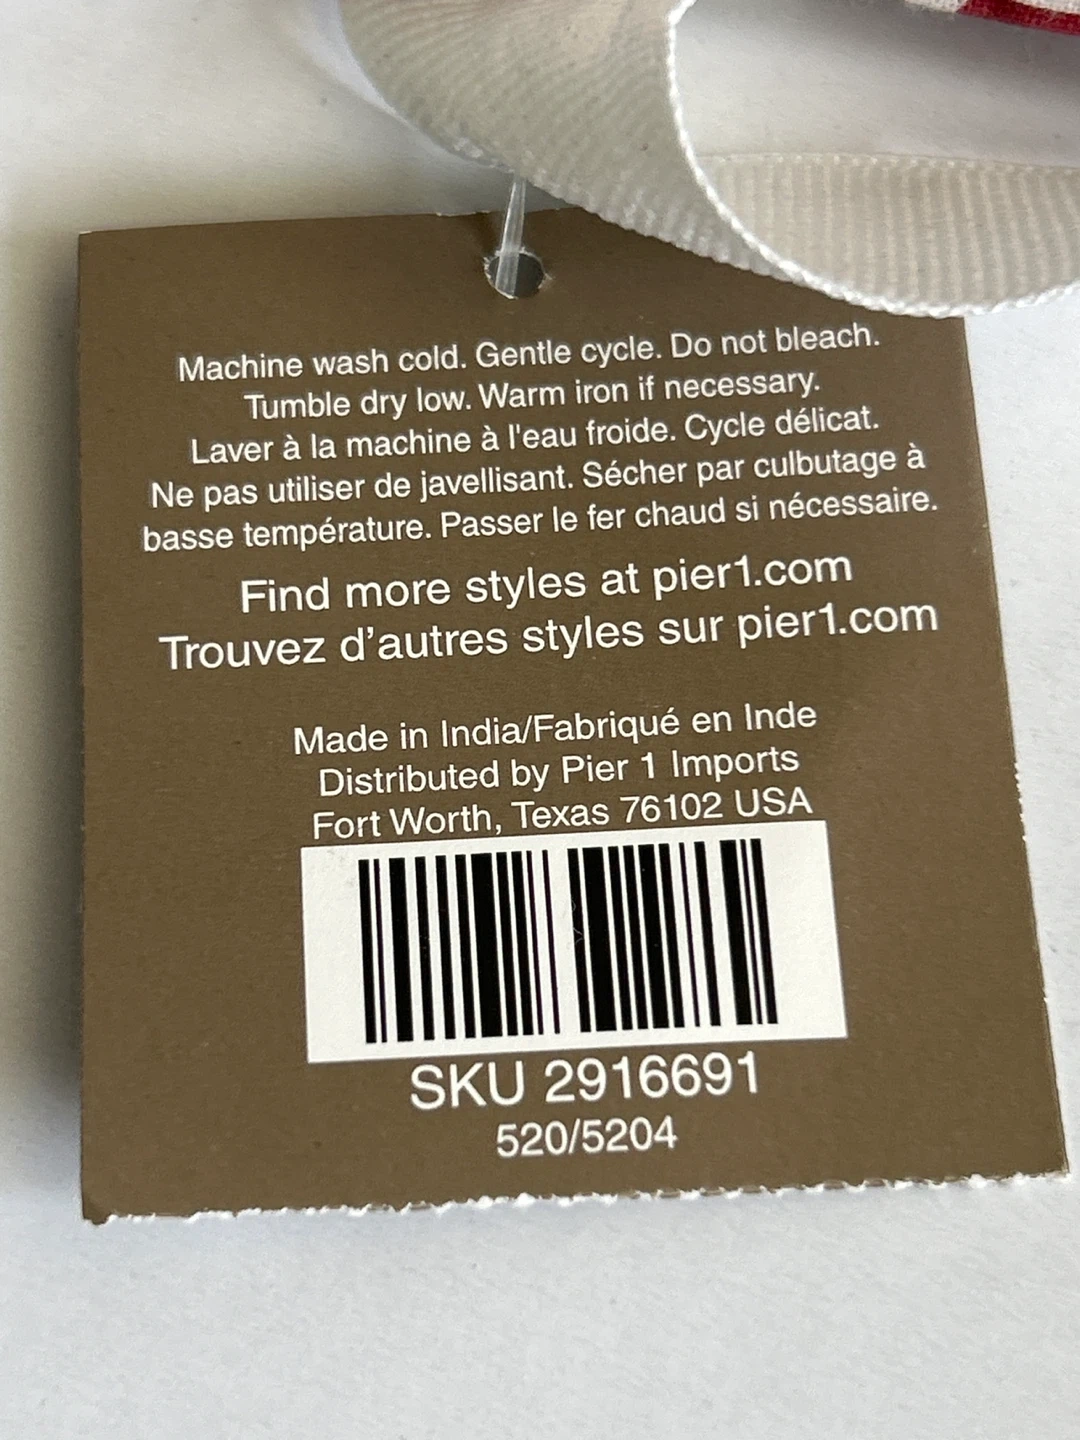 Machine wash cold. Gentle cycle. Do not bleach.
Tumble dry low. Warm iron if necessary.
Laver à la machine à l'eau froide. Cycle délicat.
Ne pas utiliser de javellisant. Sécher par culbutage à
basse température. Passer le fer chaud si nécessaire.
Find more styles at pier1.com
Trouvez d'autres styles sur pier1.com
Made in India/Fabriqué en Inde
Distributed by Pier 1 Imports
Fort Worth, Texas 76102 USA
SKU 2916691
520/5204